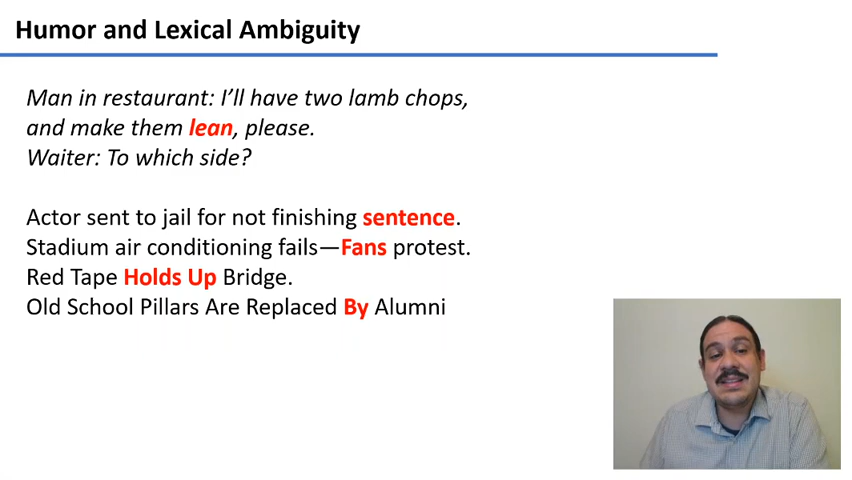 Humor and Lexical Ambiguity
Man in restaurant: I'll have two lamb chops,
and make them lean, please.
Waiter: To which side?
Actor sent to jail for not finishing sentence.
Stadium air conditioning fails—Fans protest.
Red Tape Holds Up Bridge.
Old School Pillars Are Replaced By Alumni